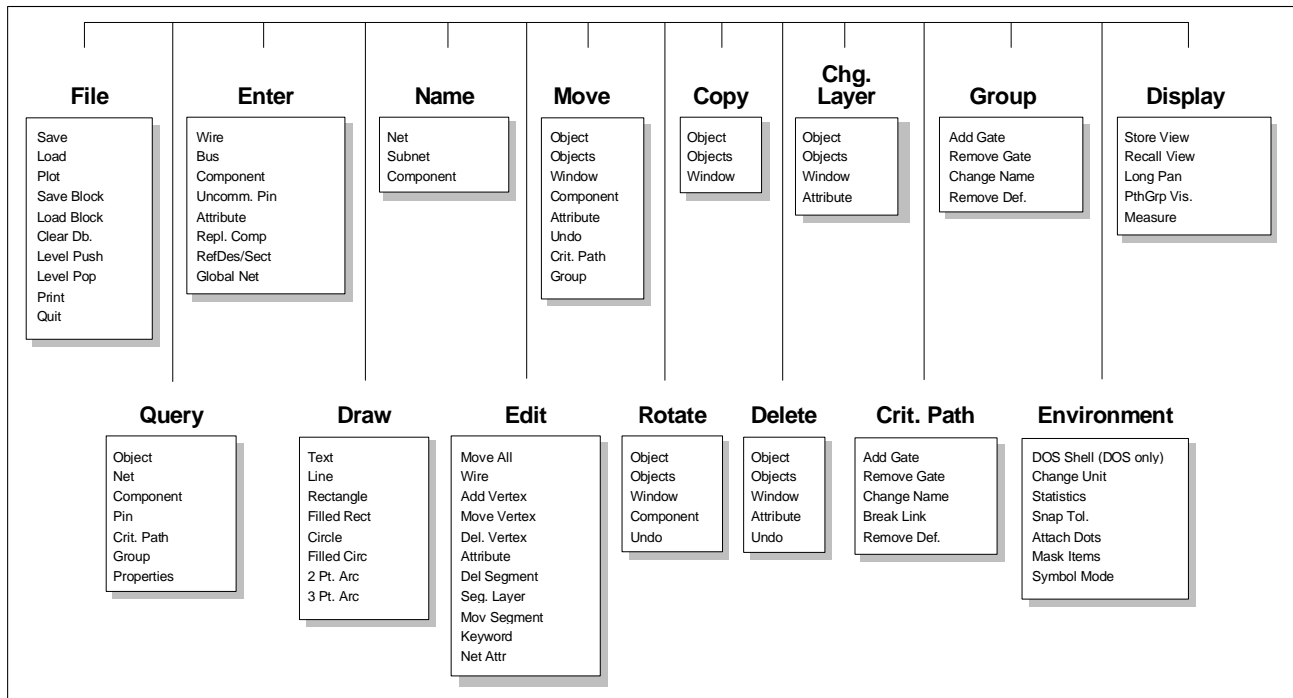 File
Save
Load
Plot
Save Block
Load Block
Clear Db.
Level Push
Level Pop
Print
Quit
Enter
Wire
Bus
Component
Uncomm. Pin
Attribute
Repl. Comp
RefDes/Sect
Global Net
Name
Net
Subnet
Component
Move
Object
Objects
Window
Component
Attribute
Undo
Crit. Path
Group
Copy
Object
Objects
Window
Chg.
Layer
Object
Objects
Window
Attribute
Group
Add Gate
Remove Gate
Change Name
Remove Def.
Display
Store View
Recall View
Long Pan
PthGrp Vis.
Measure
Query
Object
Net
Component
Pin
Crit. Path
Group
Properties
Draw
Text
Line
Rectangle
Filled Rect
Circle
Filled Circ
2 Pt. Arc
3 Pt. Arc
Edit
Move All
Wire
Add Vertex
Move Vertex
Del. Vertex
Attribute
Del Segment
Seg. Layer
Mov Segment
Keyword
Net Attr
Rotate
Object
Objects
Window
Component
Undo
Delete
Object
Objects
Window
Attribute
Undo
Crit. Path
Add Gate
Remove Gate
Change Name
Break Link
Remove Def.
Environment
DOS Shell (DOS only)
Change Unit
Statistics
Snap Tol.
Attach Dots
Mask Items
Symbol Mode